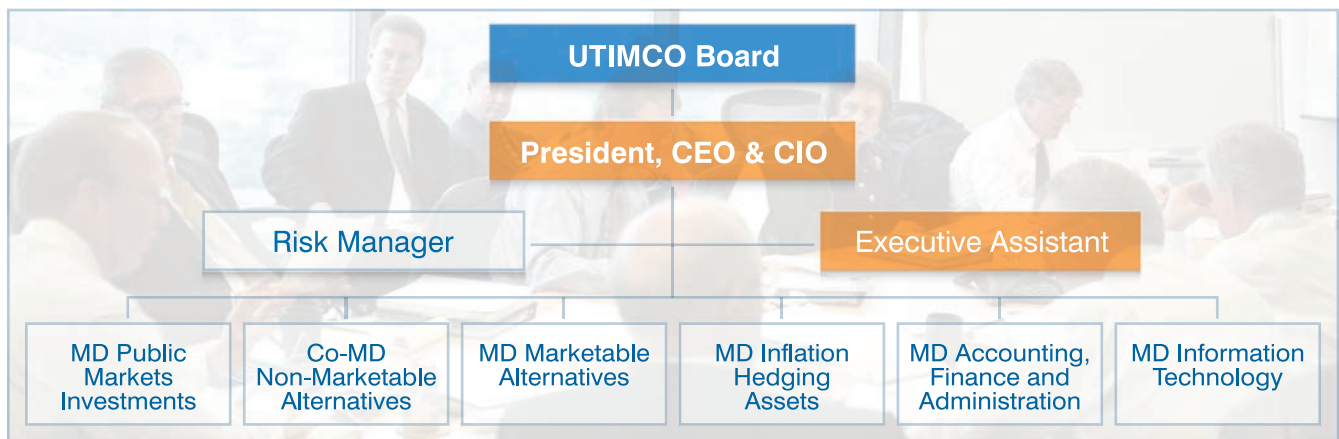 UTIMCO Board
President, CEO & CIO
Risk Manager
Executive Assistant
MD Public
Markets
Investments
Co-MD
Non-Marketable
Alternatives
MD Marketable
Alternatives
MD Inflation
Hedging
Assets
MD Accounting,
Finance and
Administration
MD Information
Technology